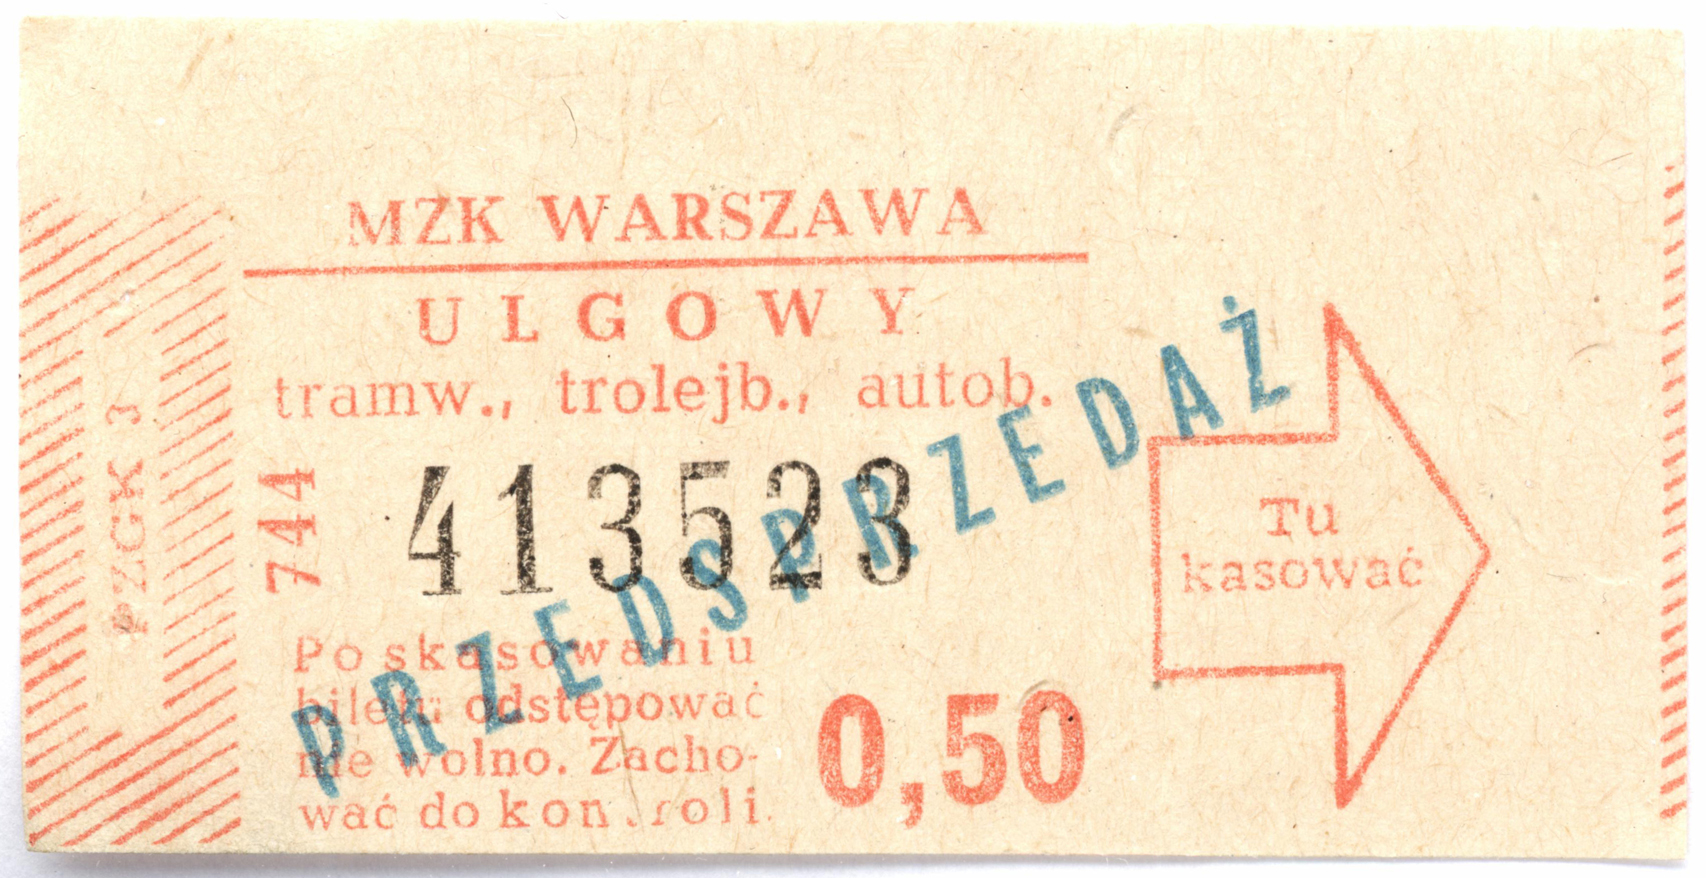 MZK WARSZAWA
ULGOWY
tramw., trolejb., autob.
PZGK 3
744
413523
PRZEDSPRZEDAŻ
Tu
kasować
Po skasowaniu
biletu odstępować
nie wolno. Zacho-
wać do kontroli.
0,50